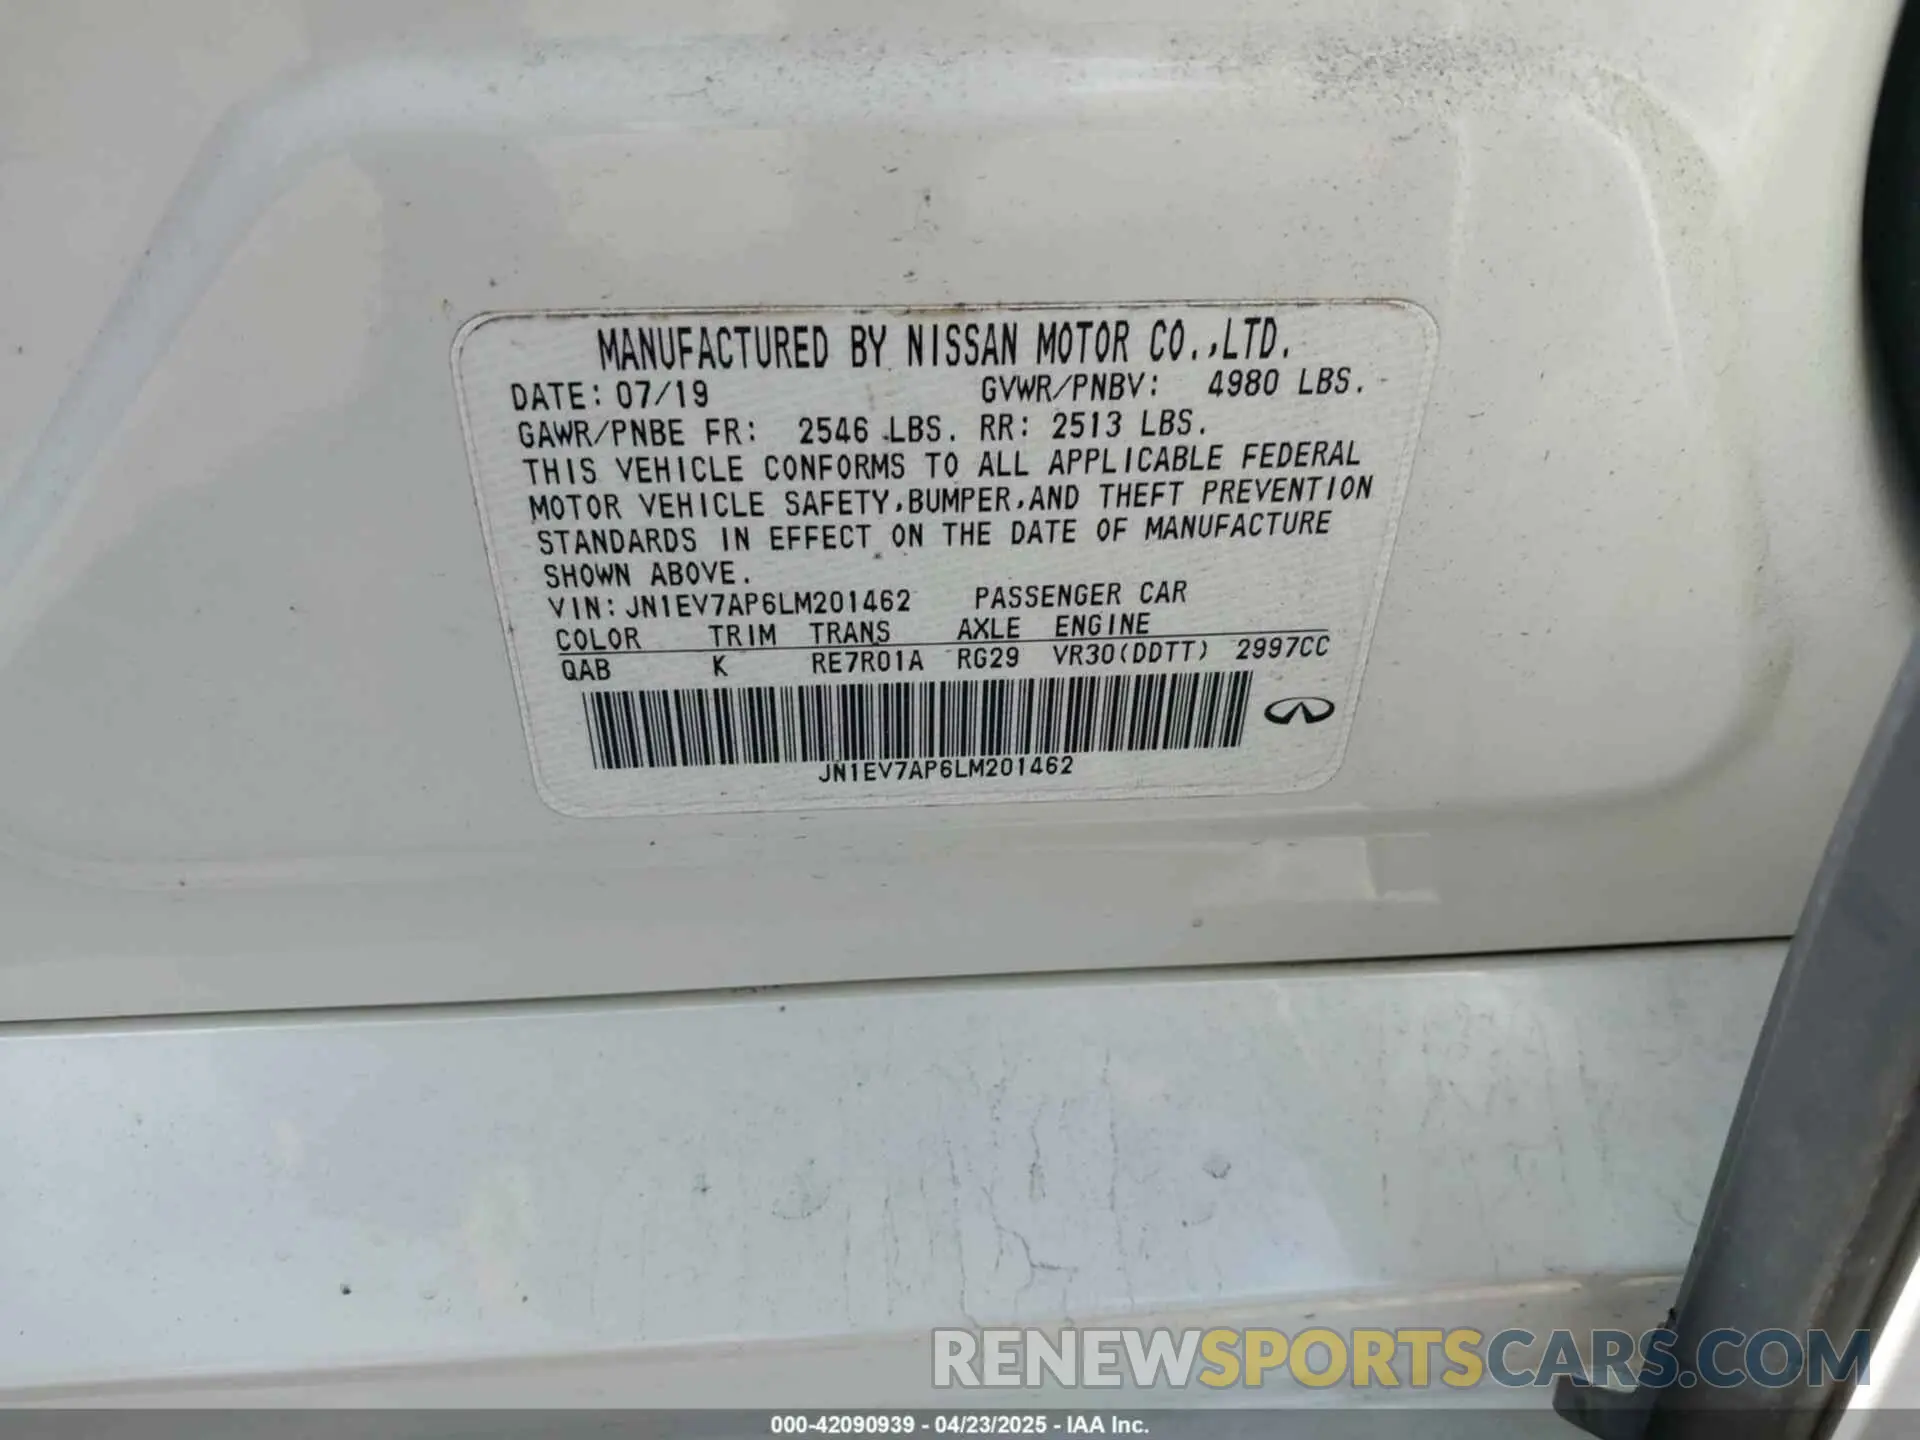 MANUFACTURED BY NISSAN MOTOR CO.,LTD.
DATE: 07/19 GVWR/PNBV: 4980 LBS.
GAWR/PNBE FR: 2546 LBS. RR: 2513 LBS.
THIS VEHICLE CONFORMS TO ALL APPLICABLE FEDERAL
MOTOR VEHICLE SAFETY,BUMPER,AND THEFT PREVENTION
STANDARDS IN EFFECT ON THE DATE OF MANUFACTURE
SHOWN ABOVE.
VIN: JN1EV7AP6LM201462 PASSENGER CAR
COLOR TRIM TRANS AXLE ENGINE
QAB K RE7R01A RG29 VR30(DDTT) 2997CC
JN1EV7AP6LM201462
RENEWSPORTSCARS.COM
000-42090939 - 04/23/2025 - IAA Inc.